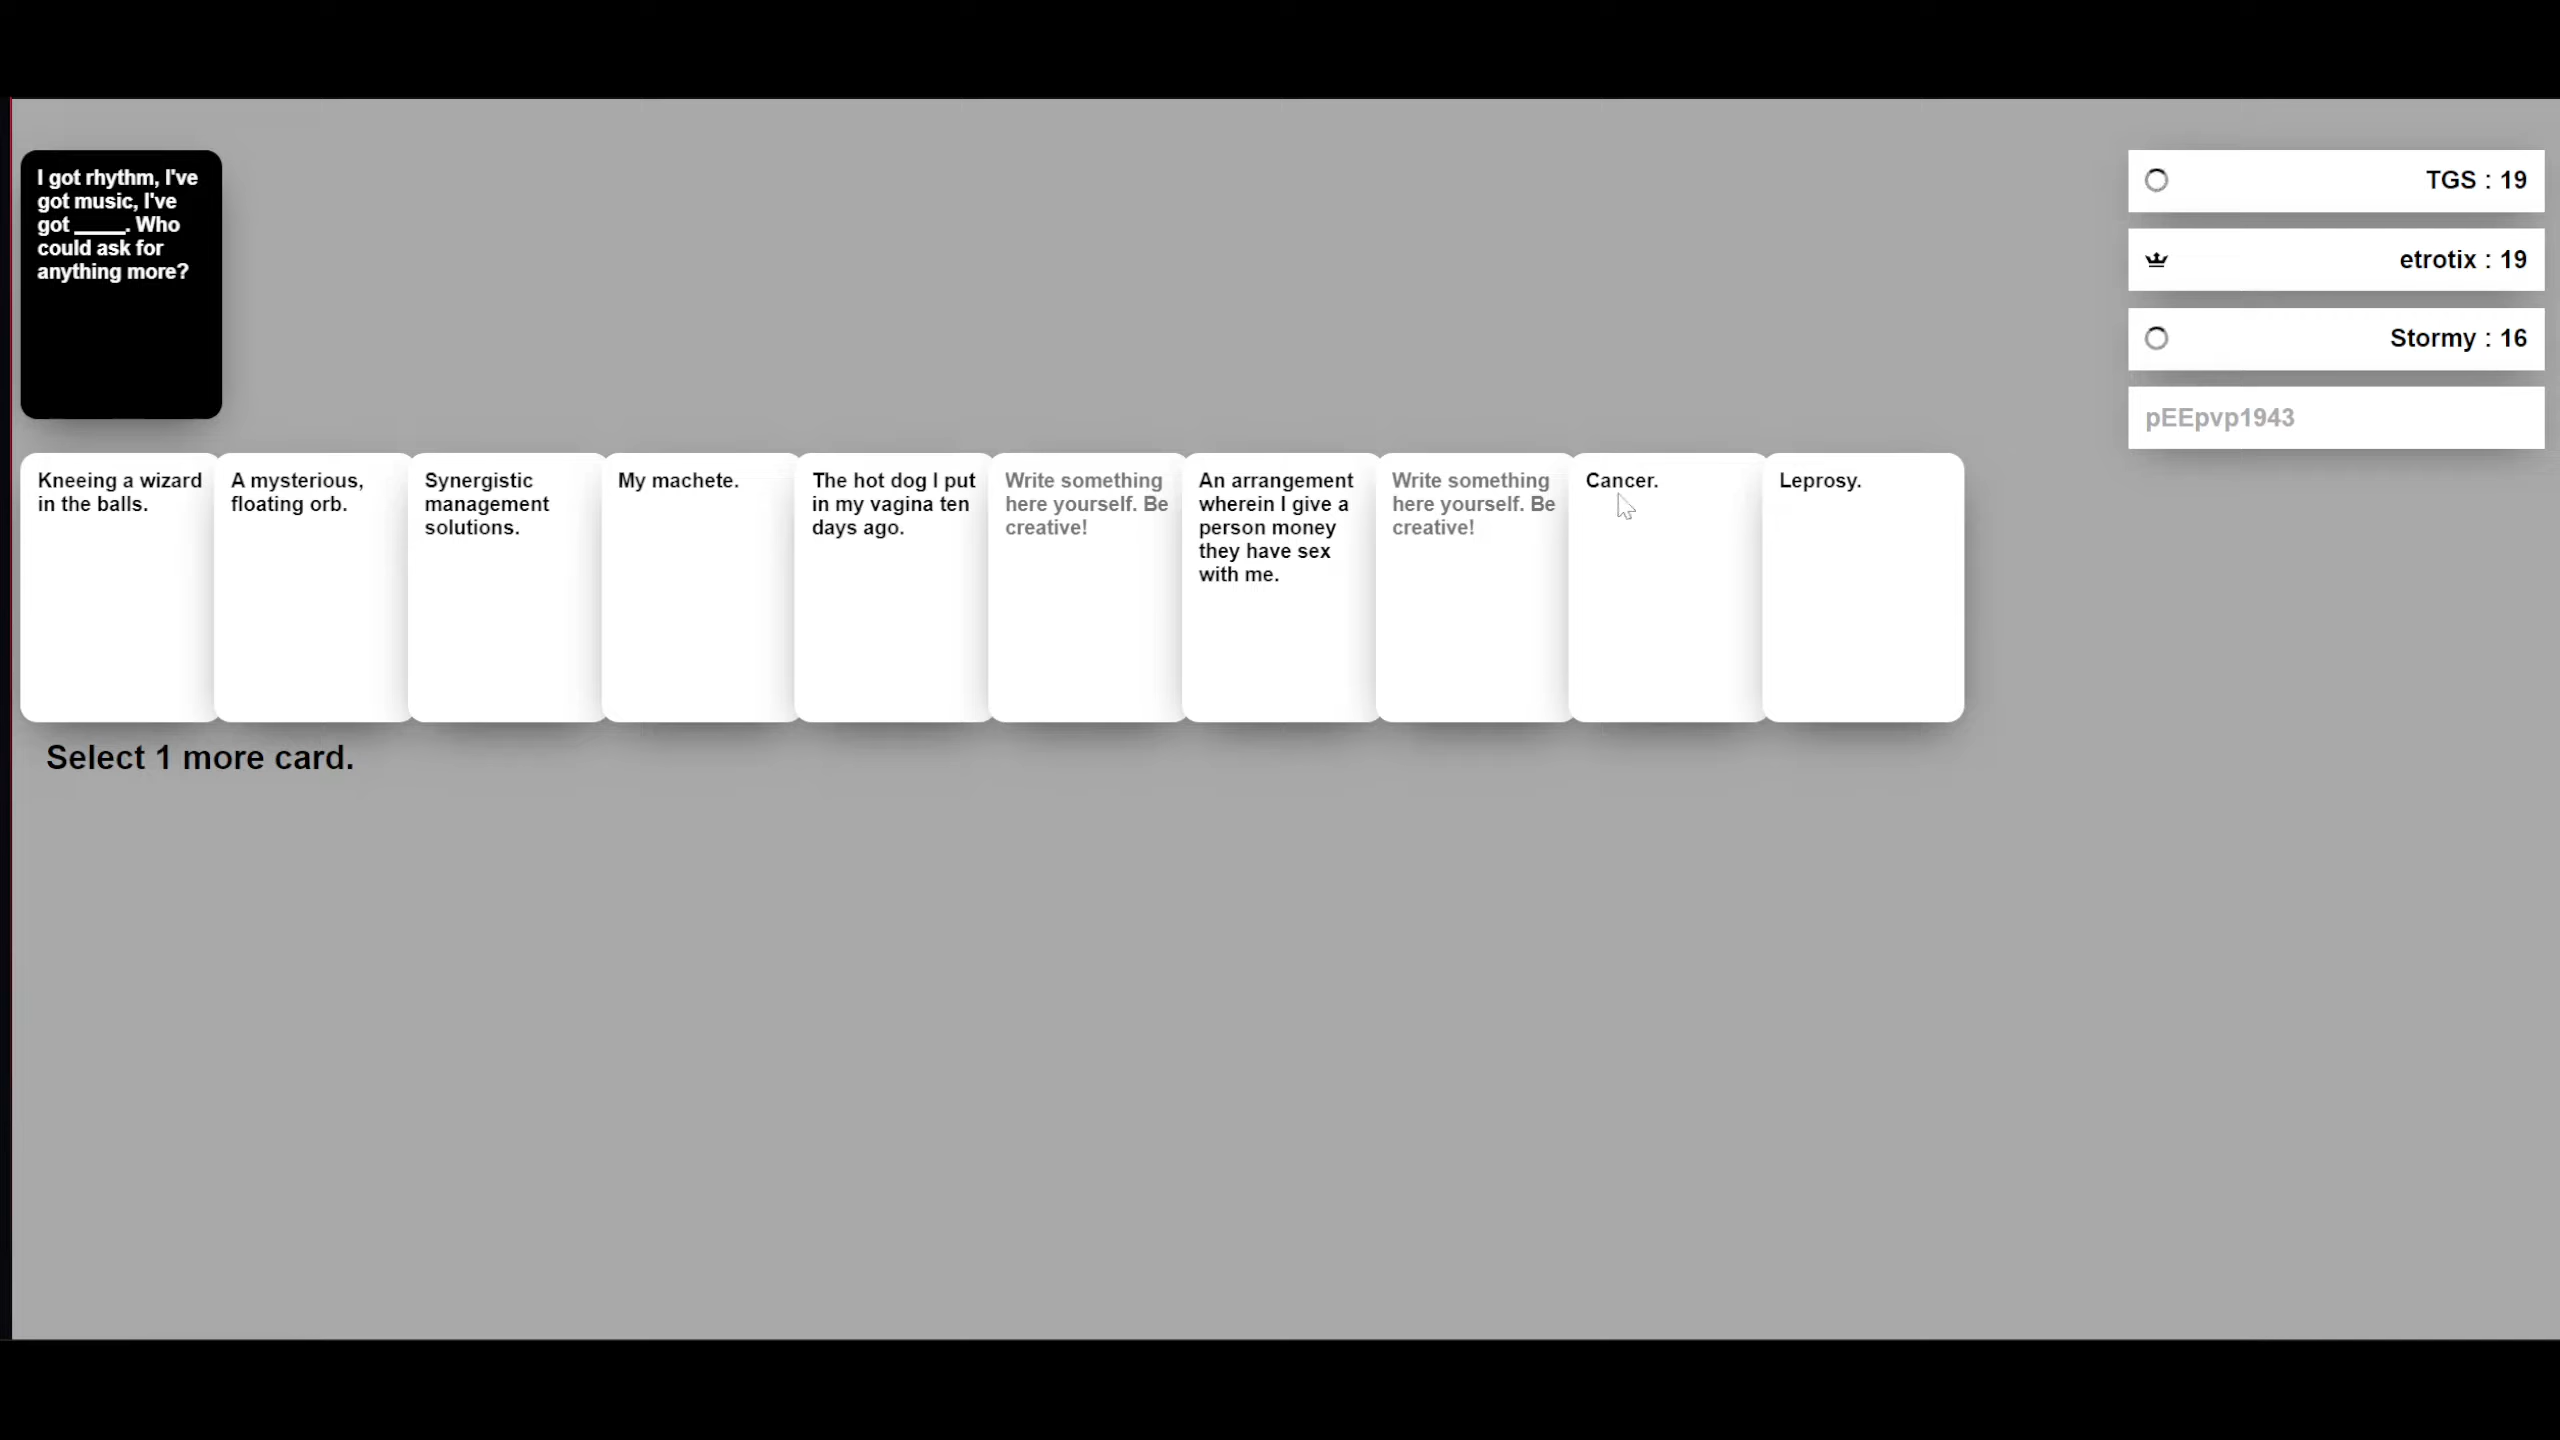 I got rhythm, I've
got music, I've
got _____. Who
could ask for
anything more?
TGS : 19
etrotix : 19
Stormy : 16
pEEpvp1943
Kneeing a wizard
in the balls.
A mysterious,
floating orb.
Synergistic
management
solutions.
My machete.
The hot dog I put
in my vagina ten
days ago.
Write something
here yourself. Be
creative!
An arrangement
wherein I give a
person money
they have sex
with me.
Write something
here yourself. Be
creative!
Cancer.
Leprosy.
Select 1 more card.